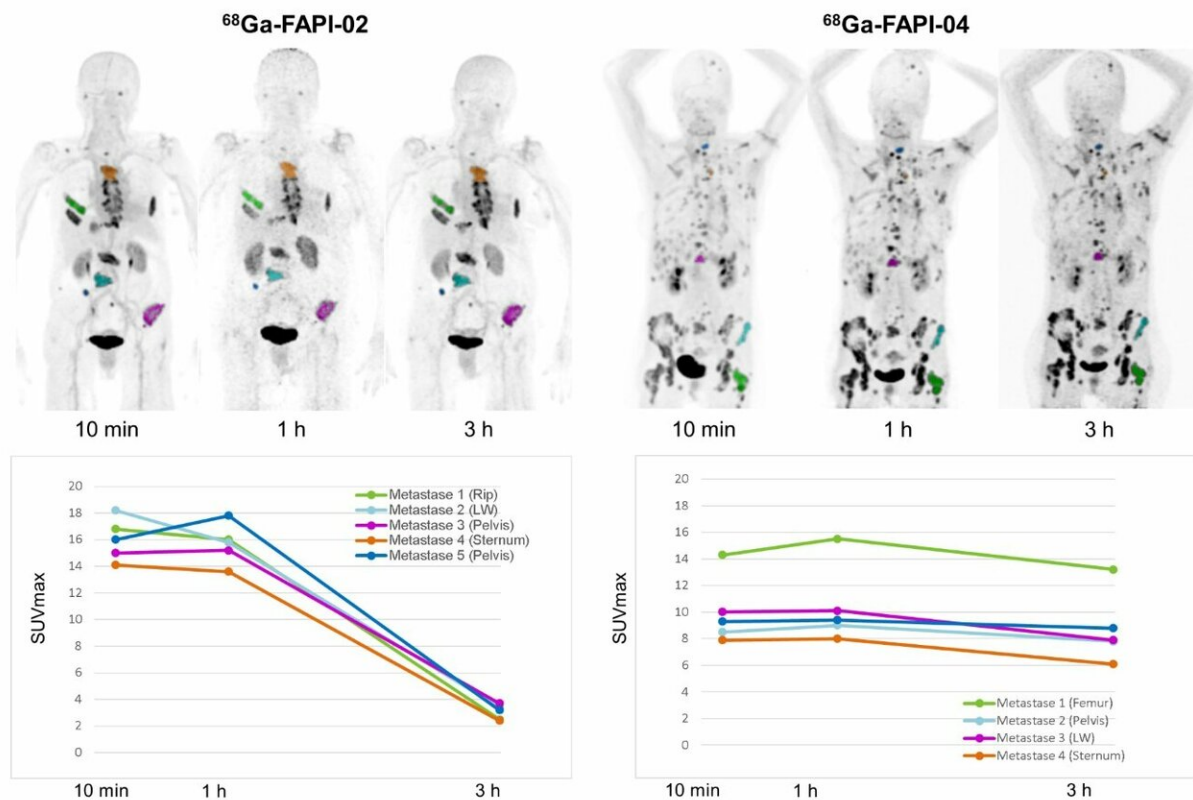 ⁶⁸Ga-FAPI-02
10 min
1 h
3 h
20
18
16
14
12
10
8
6
4
2
0
SUVmax
Metastase 1 (Rip)
Metastase 2 (LW)
Metastase 3 (Pelvis)
Metastase 4 (Sternum)
Metastase 5 (Pelvis)
10 min
1 h
3 h
⁶⁸Ga-FAPI-04
10 min
1 h
3 h
20
18
16
14
12
10
8
6
4
2
0
SUVmax
Metastase 1 (Femur)
Metastase 2 (Pelvis)
Metastase 3 (LW)
Metastase 4 (Sternum)
10 min
1 h
3 h